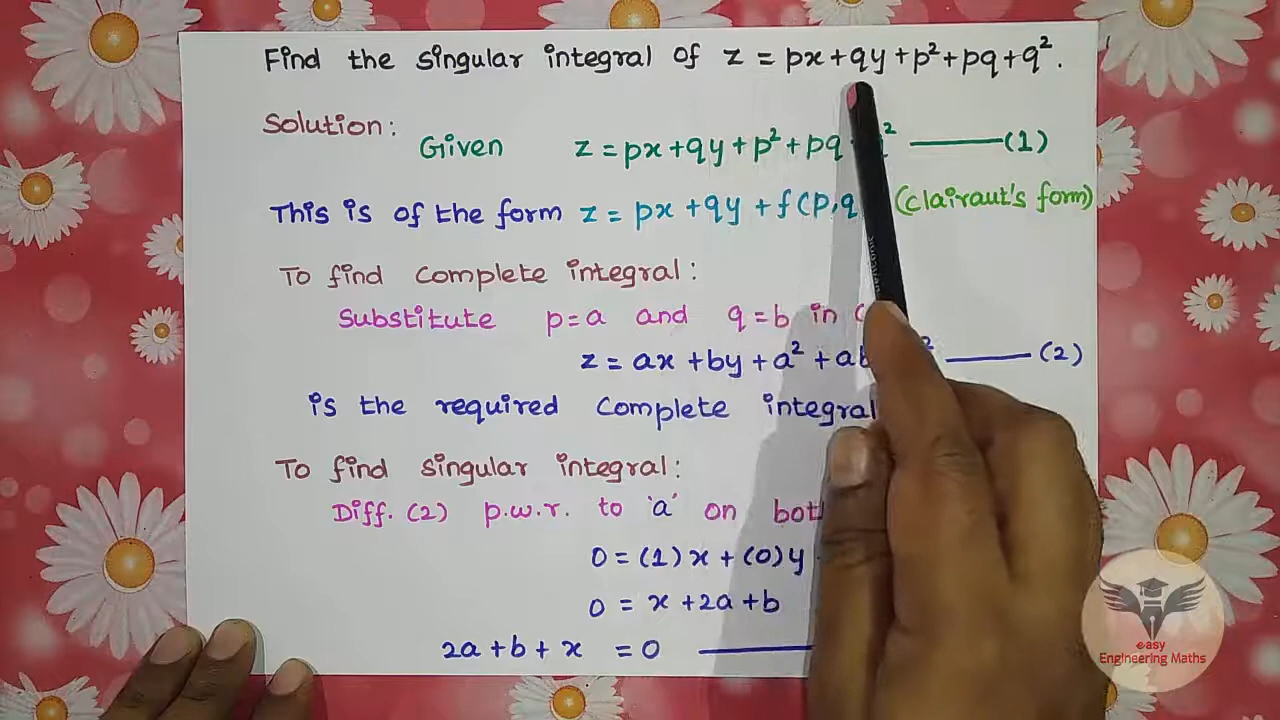 Find the singular integral of z = px + qy + p² + pq + q².
Solution:
Given z = px + qy + p² + pq ² ——— (1)
This is of the form z = px + qy + f(p,q (clairaut's form)
To find complete integral:
Substitute p=a and q=b in
z = ax + by + a² + ab ² ——— (2)
is the required complete integral
To find singular integral:
Diff. (2) p.w.r. to 'a' on
0 = (1)x + (0)y
0 = x + 2a + b
2a + b + x = 0 ———
easy
Engineering Maths